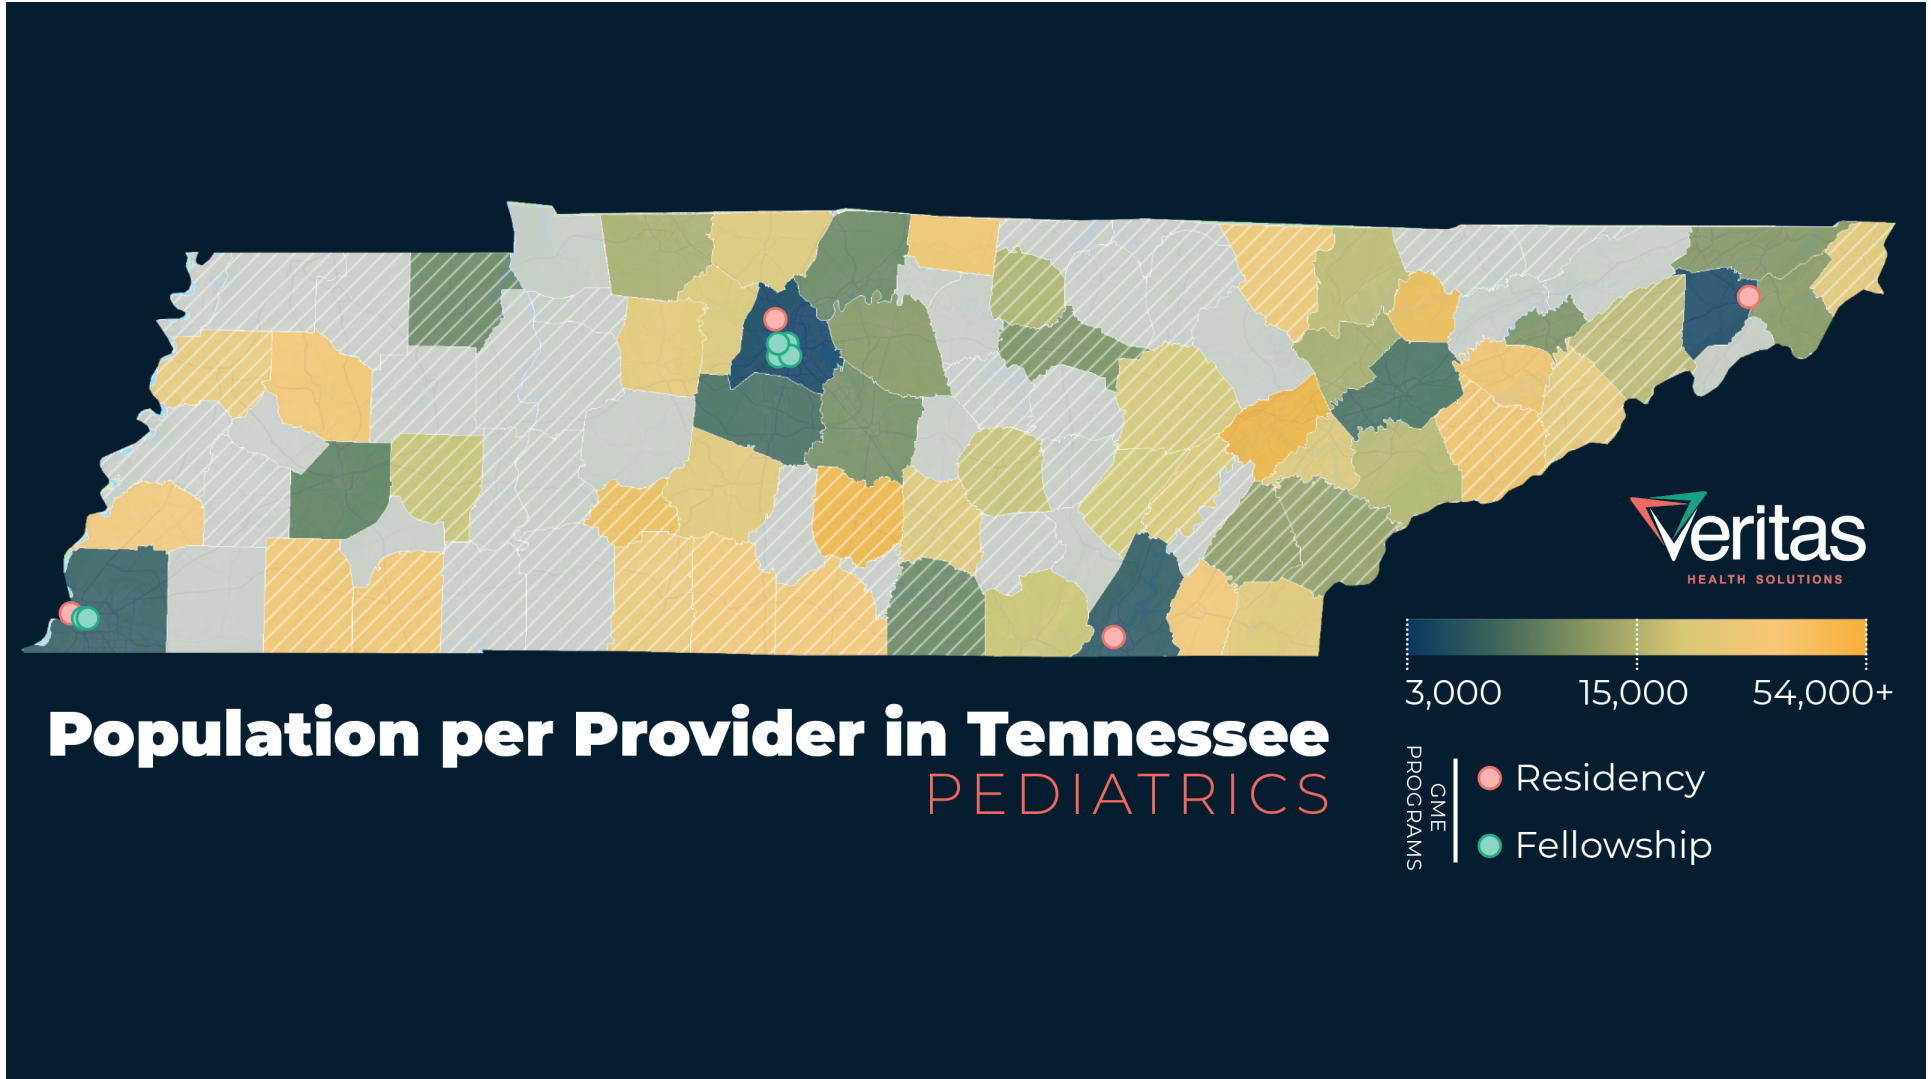 Veritas
HEALTH SOLUTIONS
3,000 15,000 54,000+
Population per Provider in Tennessee
PEDIATRICS
GME
PROGRAMS
Residency
Fellowship